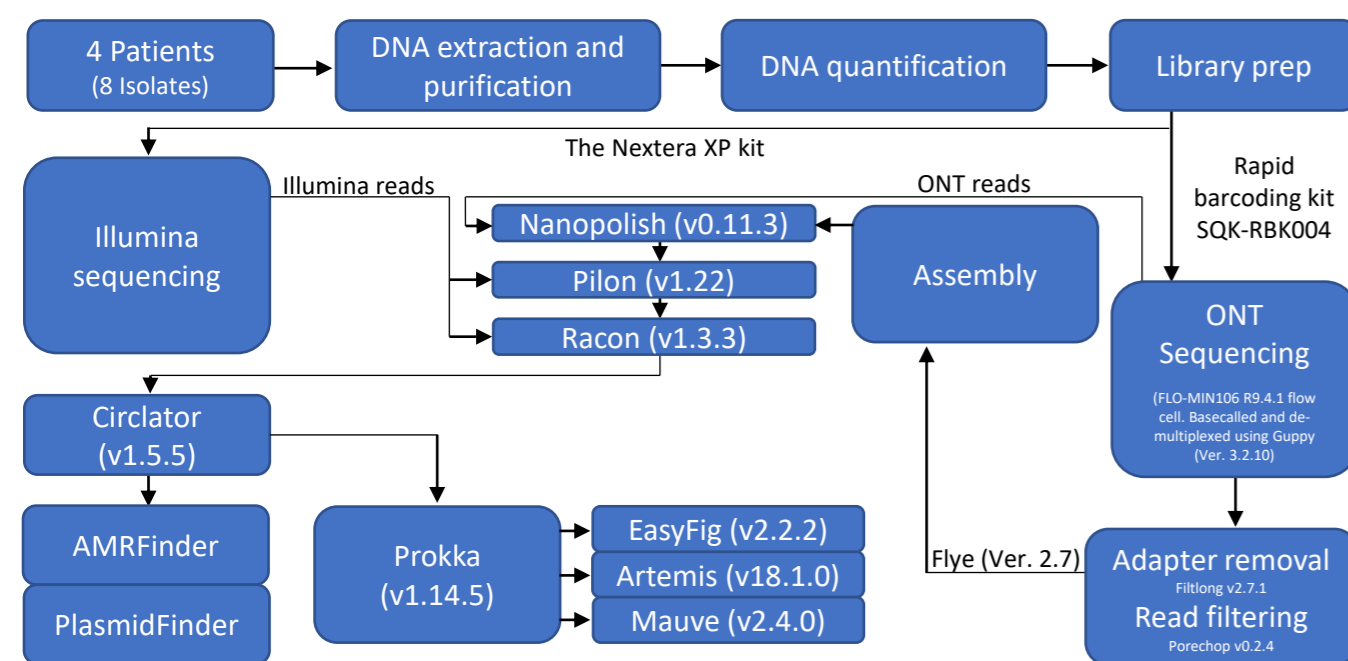 4 Patients
(8 Isolates)
DNA extraction and
purification
DNA quantification
Library prep
The Nextera XP kit
Rapid
barcoding kit
SQK-RBK004
Illumina
sequencing
Illumina reads
ONT reads
Nanopolish (v0.11.3)
Pilon (v1.22)
Racon (v1.3.3)
Assembly
ONT
Sequencing
(FLO-MIN106 R9.4.1 flow
cell. Basecalled and de-
multiplexed using Guppy
(Ver. 3.2.10)
Circlator
(v1.5.5)
AMRFinder
PlasmidFinder
Prokka
(v1.14.5)
EasyFig (v2.2.2)
Artemis (v18.1.0)
Mauve (v2.4.0)
Flye (Ver. 2.7)
Adapter removal
Filtlong v2.7.1
Read filtering
Porechop v0.2.4